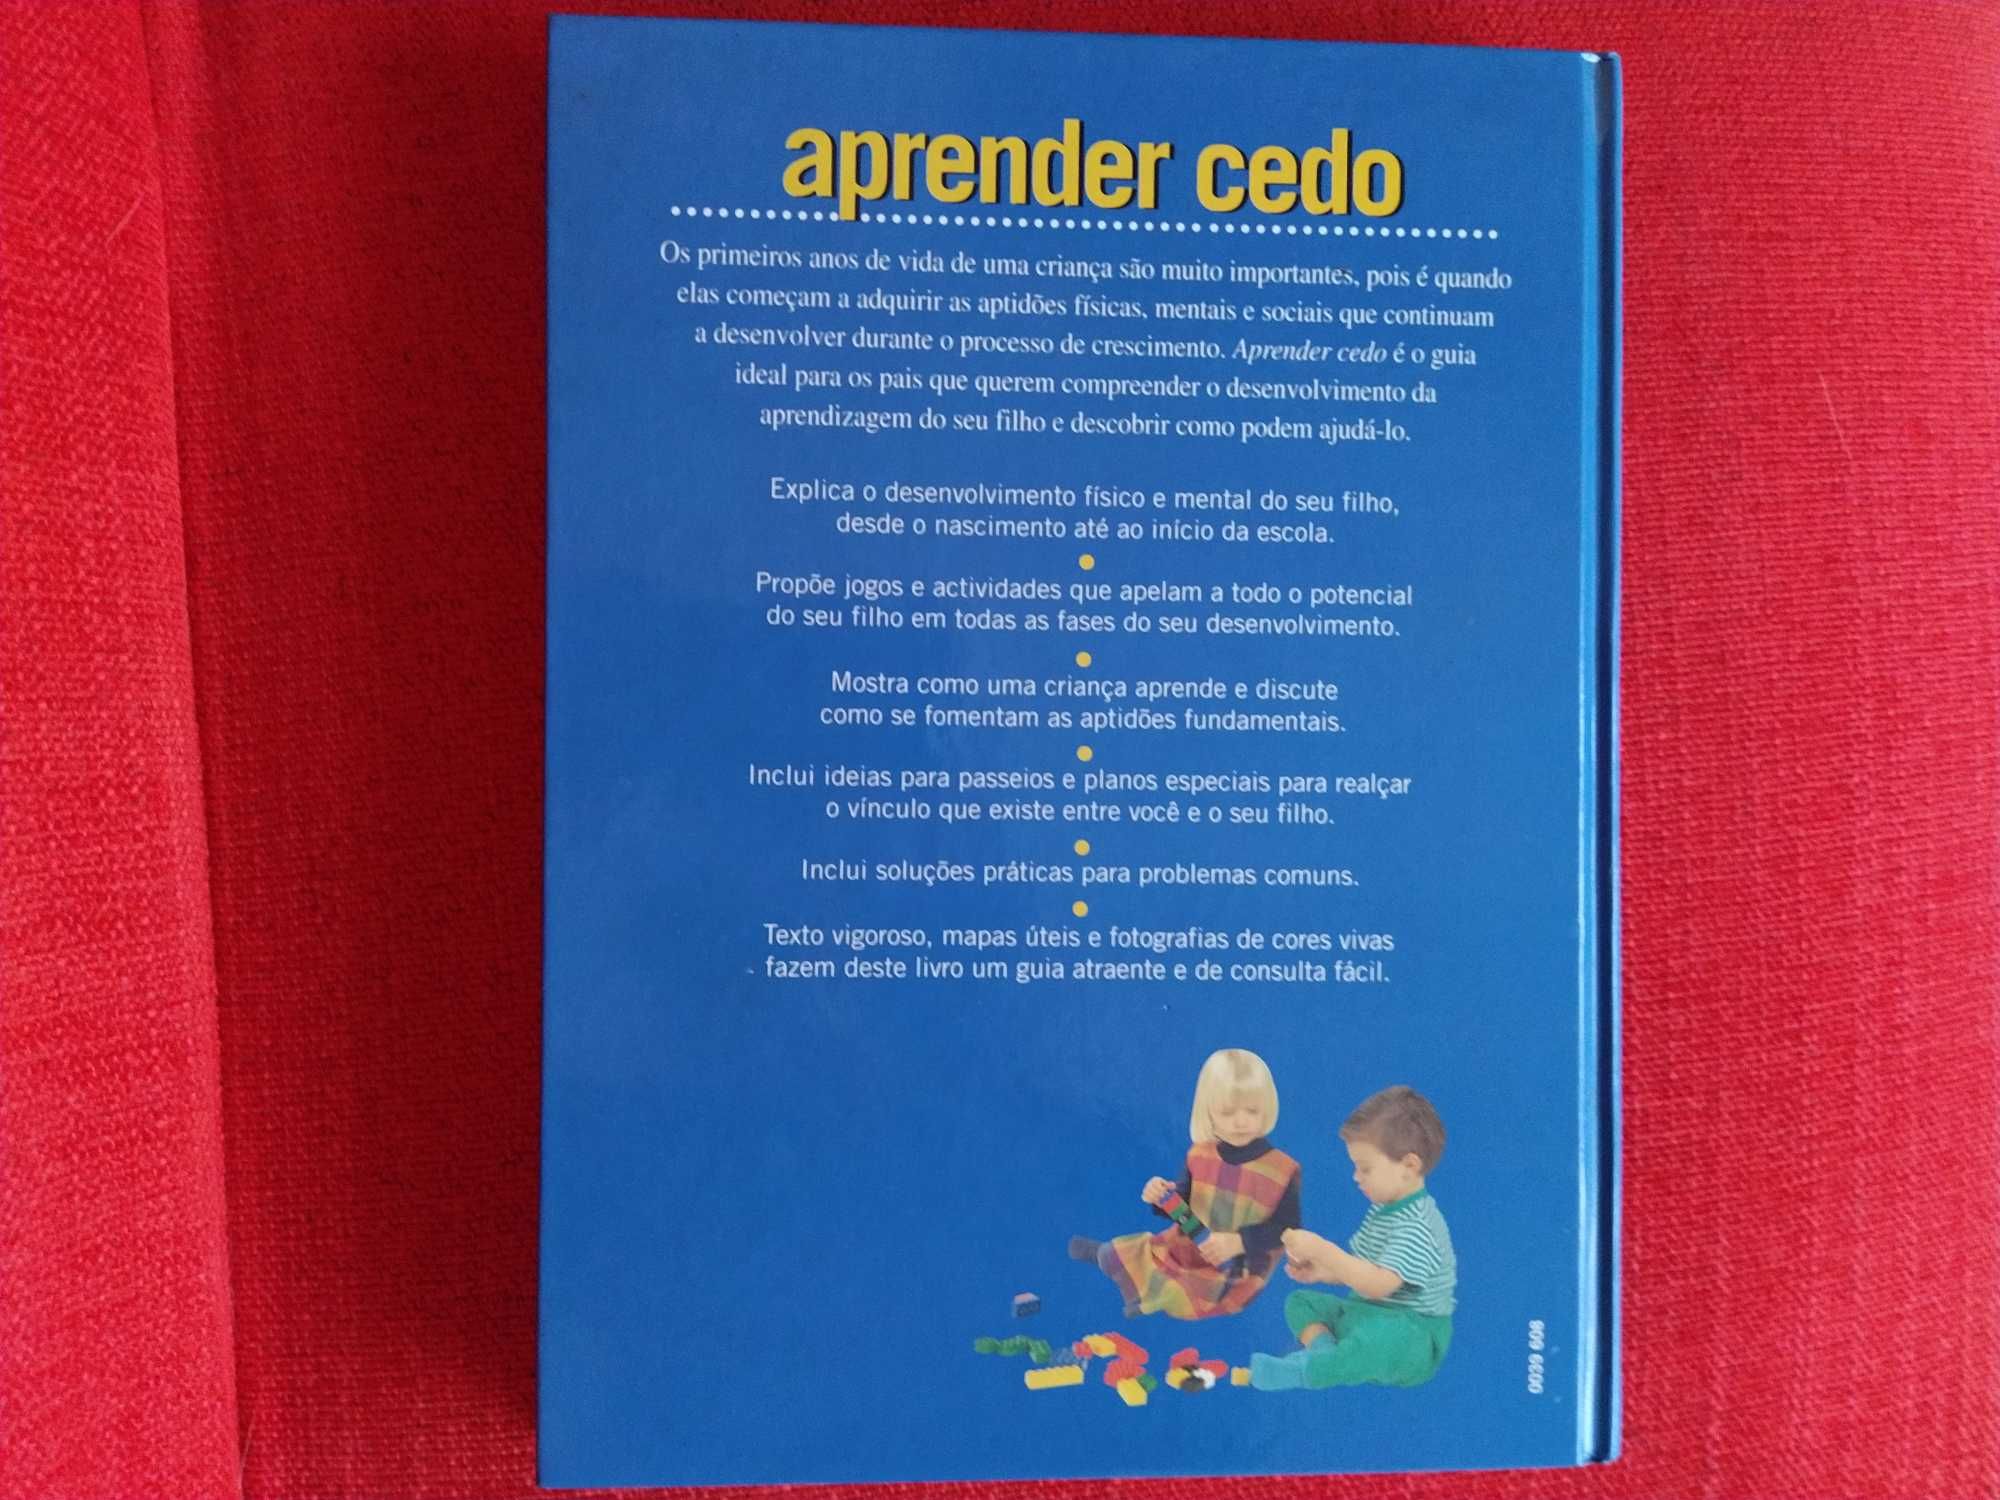 aprender cedo
Os primeiros anos de vida de uma criança são muito importantes, pois é quando
elas começam a adquirir as aptidões físicas, mentais e sociais que continuam
a desenvolver durante o processo de crescimento. Aprender cedo é o guia
ideal para os pais que querem compreender o desenvolvimento da
aprendizagem do seu filho e descobrir como podem ajudá-lo.
Explica o desenvolvimento físico e mental do seu filho,
desde o nascimento até ao início da escola.
Propõe jogos e actividades que apelam a todo o potencial
do seu filho em todas as fases do seu desenvolvimento.
Mostra como uma criança aprende e discute
como se fomentam as aptidões fundamentais.
Inclui ideias para passeios e planos especiais para realçar
o vínculo que existe entre você e o seu filho.
Inclui soluções práticas para problemas comuns.
Texto vigoroso, mapas úteis e fotografias de cores vivas
fazem deste livro um guia atraente e de consulta fácil.
0039 608